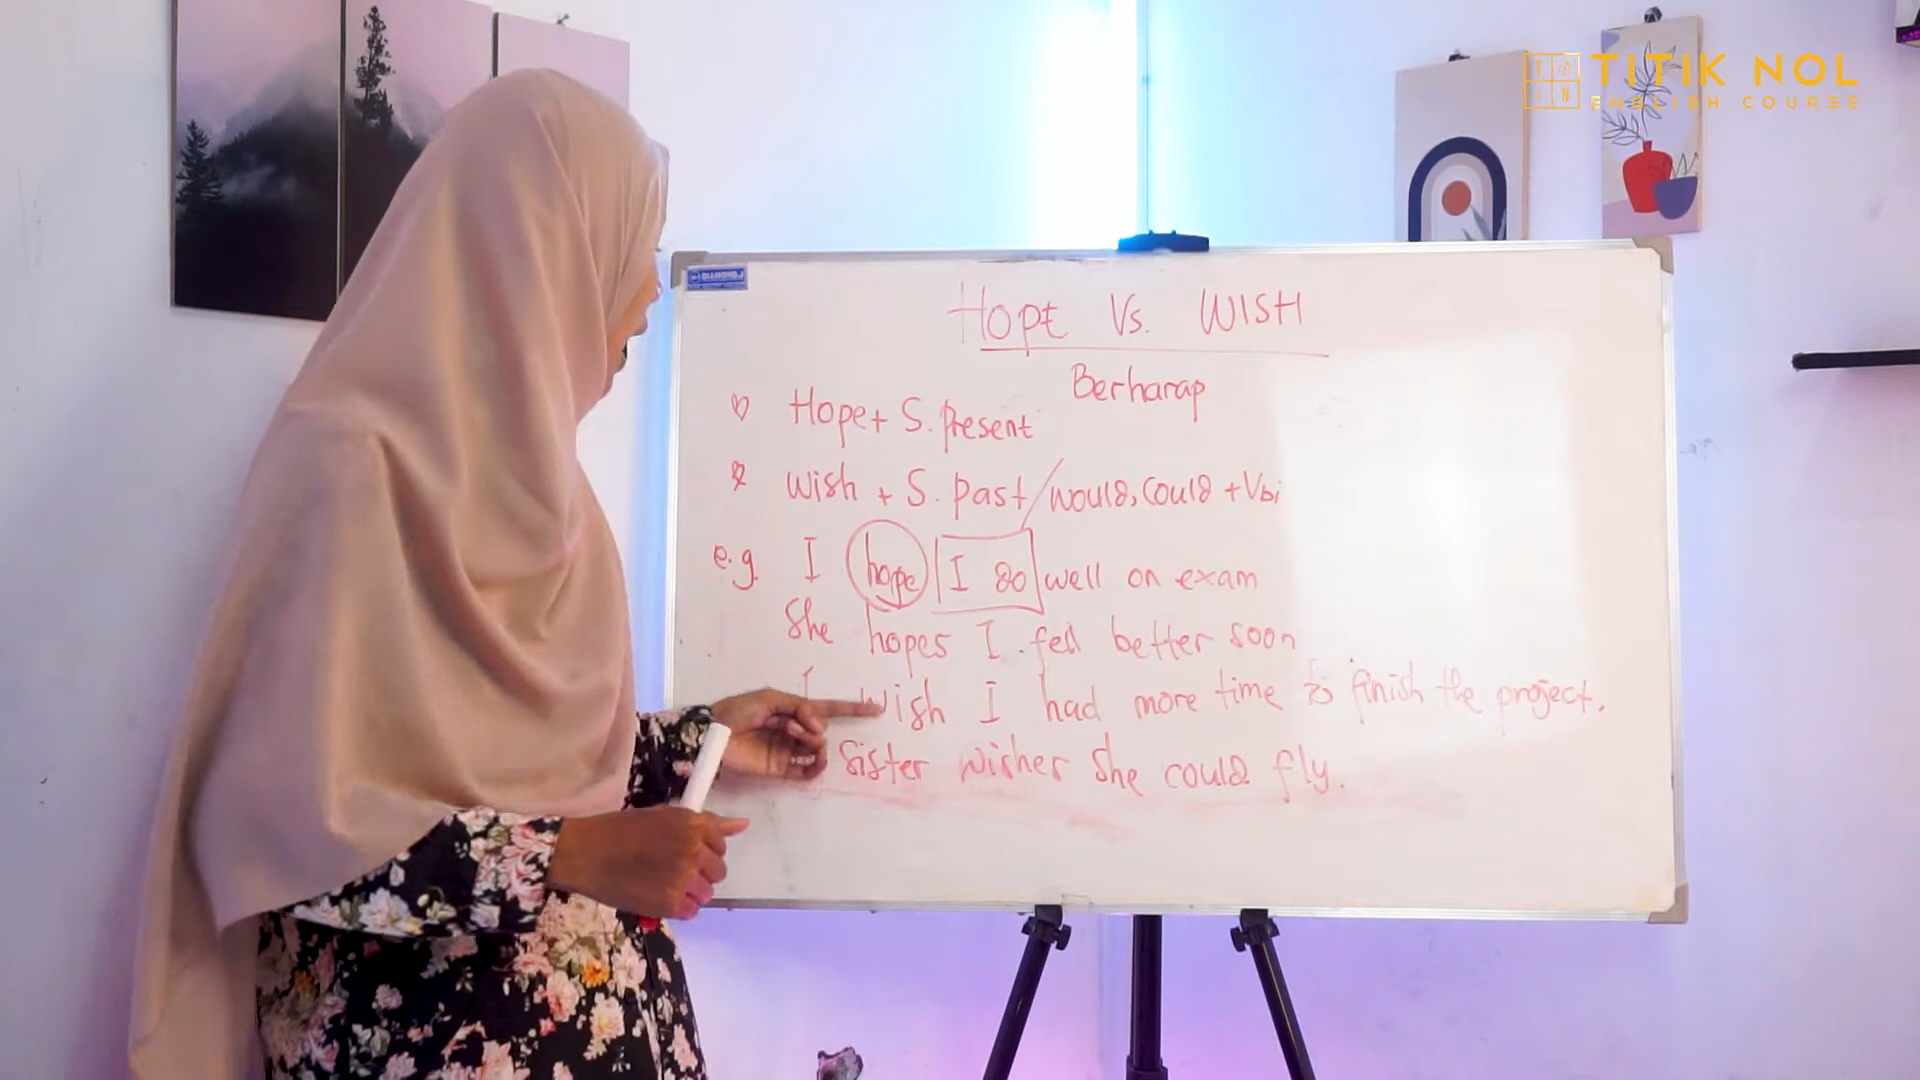 TITIK NOL
ENGLISH COURSE
T
N
DIAMOND.J
Hope Vs. WISH
Berharap
Hope + S. Present
Wish + S. past / would, could + Vbi
e.g. I hope I do well on exam
She hopes I feel better soon
I wish I had more time to finish the project.
Sister wishes she could fly.